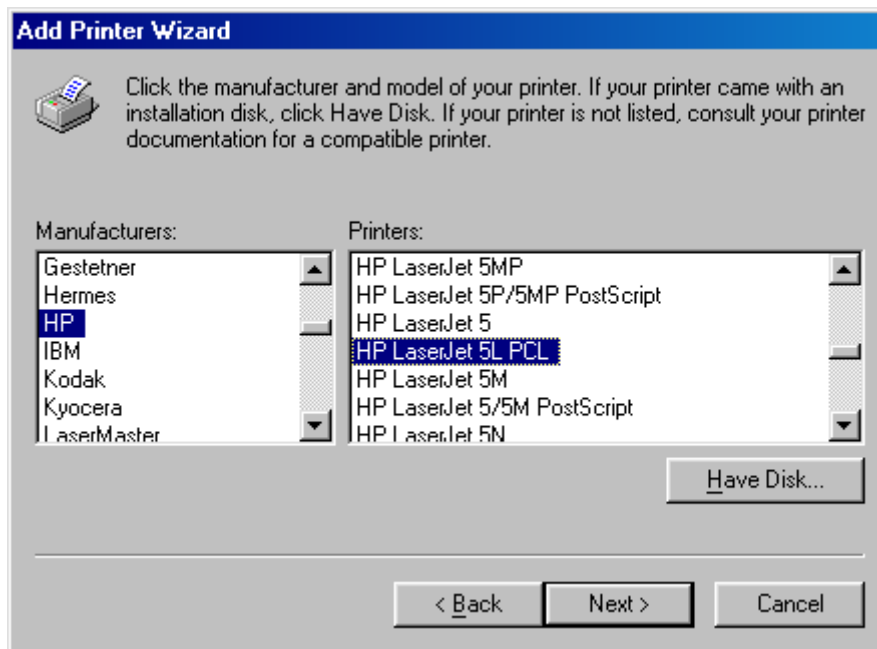 Add Printer Wizard
Click the manufacturer and model of your printer. If your printer came with an
installation disk, click Have Disk. If your printer is not listed, consult your printer
documentation for a compatible printer.
Manufacturers:
Gestetner
Hermes
HP
IBM
Kodak
Kyocera
LaserMaster
Printers:
HP LaserJet 5MP
HP LaserJet 5P/5MP PostScript
HP LaserJet 5
HP LaserJet 5L PCL
HP LaserJet 5M
HP LaserJet 5/5M PostScript
HP LaserJet 5N
Have Disk...
< Back
Next >
Cancel